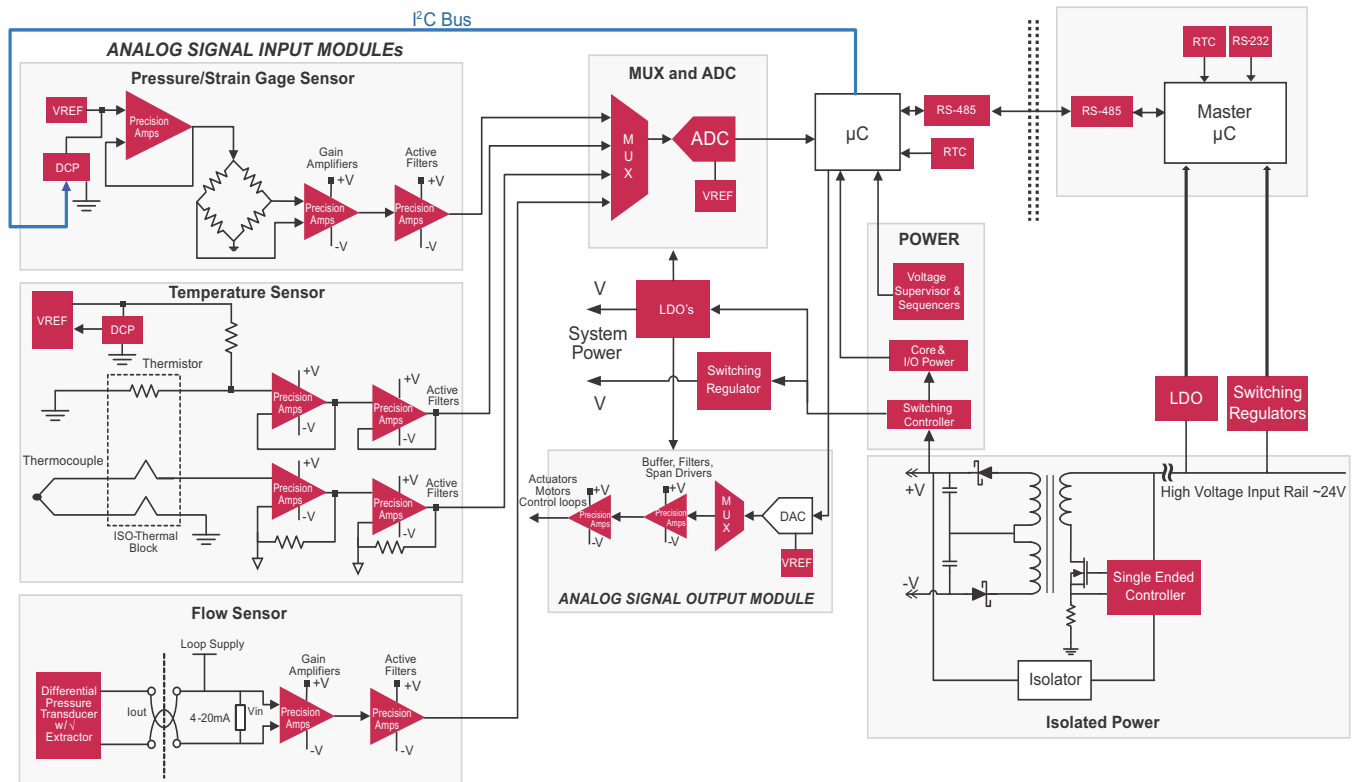 I²C Bus
ANALOG SIGNAL INPUT MODULEs
Pressure/Strain Gage Sensor
VREF
Precision
Amps
DCP
Gain
Amplifiers
+V
Precision
Amps
-V
Active
Filters
+V
Precision
Amps
-V
Temperature Sensor
VREF
DCP
Thermistor
+V
Precision
Amps
-V
+V
Precision
Amps
-V
Active
Filters
Thermocouple
+V
Precision
Amps
-V
+V
Precision
Amps
-V
Active
Filters
ISO-Thermal
Block
Flow Sensor
Loop Supply
Differential
Pressure
Transducer
w/ √
Extractor
Iout
4-20mA
Vin
Gain
Amplifiers
+V
Precision
Amps
-V
Active
Filters
+V
Precision
Amps
-V
MUX and ADC
M
U
X
ADC
VREF
µC
RS-485
RTC
RS-485
RTC
RS-232
Master
µC
V
System
Power
V
LDO's
Switching
Regulator
POWER
Voltage
Supervisor &
Sequencers
Core &
I/O Power
Switching
Controller
LDO
Switching
Regulators
Actuators
Motors
Control loops
+V
Precision
Amps
-V
Buffer, Filters,
Span Drivers
+V
Precision
Amps
-V
M
U
X
DAC
VREF
ANALOG SIGNAL OUTPUT MODULE
+V
-V
High Voltage Input Rail ~24V
Single Ended
Controller
Isolator
Isolated Power